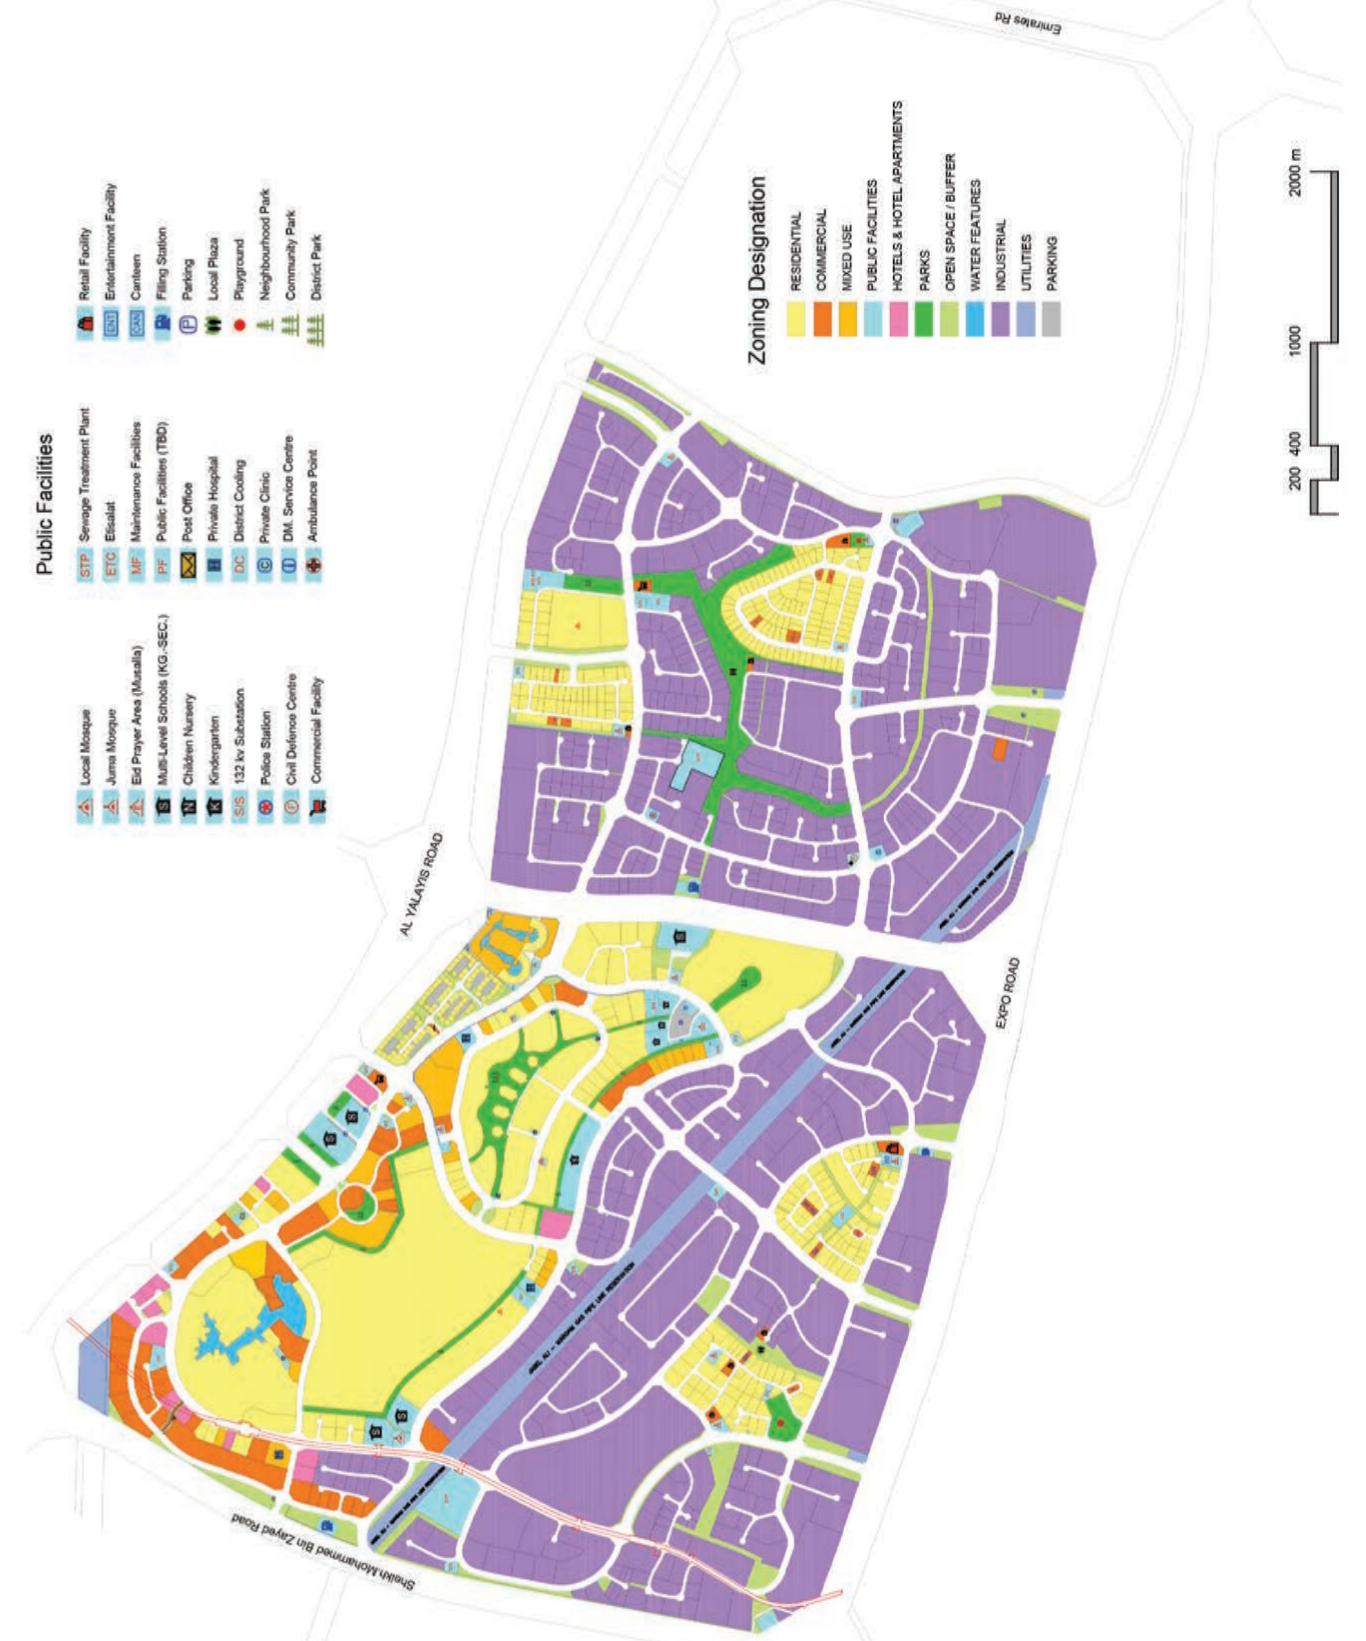 Public Facilities
Local Mosque
Juma Mosque
Eid Prayer Area (Musalla)
S Multi-Level Schools (KG.-SEC.)
N Children Nursery
K Kindergarten
S/S 132 kv Substation
Police Station
F Civil Defence Centre
Commercial Facility
STP Sewage Treatment Plant
ETC Etisalat
MF Maintenance Facilities
PF Public Facilities (TBD)
Post Office
H Private Hospital
DC District Cooling
C Private Clinic
i DM. Service Centre
Ambulance Point
Retail Facility
ENT Entertainment Facility
CAN Canteen
Filling Station
P Parking
Local Plaza
Playground
Neighbourhood Park
Community Park
District Park
Zoning Designation
RESIDENTIAL
COMMERCIAL
MIXED USE
PUBLIC FACILITIES
HOTELS & HOTEL APARTMENTS
PARKS
OPEN SPACE / BUFFER
WATER FEATURES
INDUSTRIAL
UTILITIES
PARKING
200 400 1000 2000 m
Emirates Rd
AL YALAYIS ROAD
EXPO ROAD
Sheikh Mohammed Bin Zayed Road